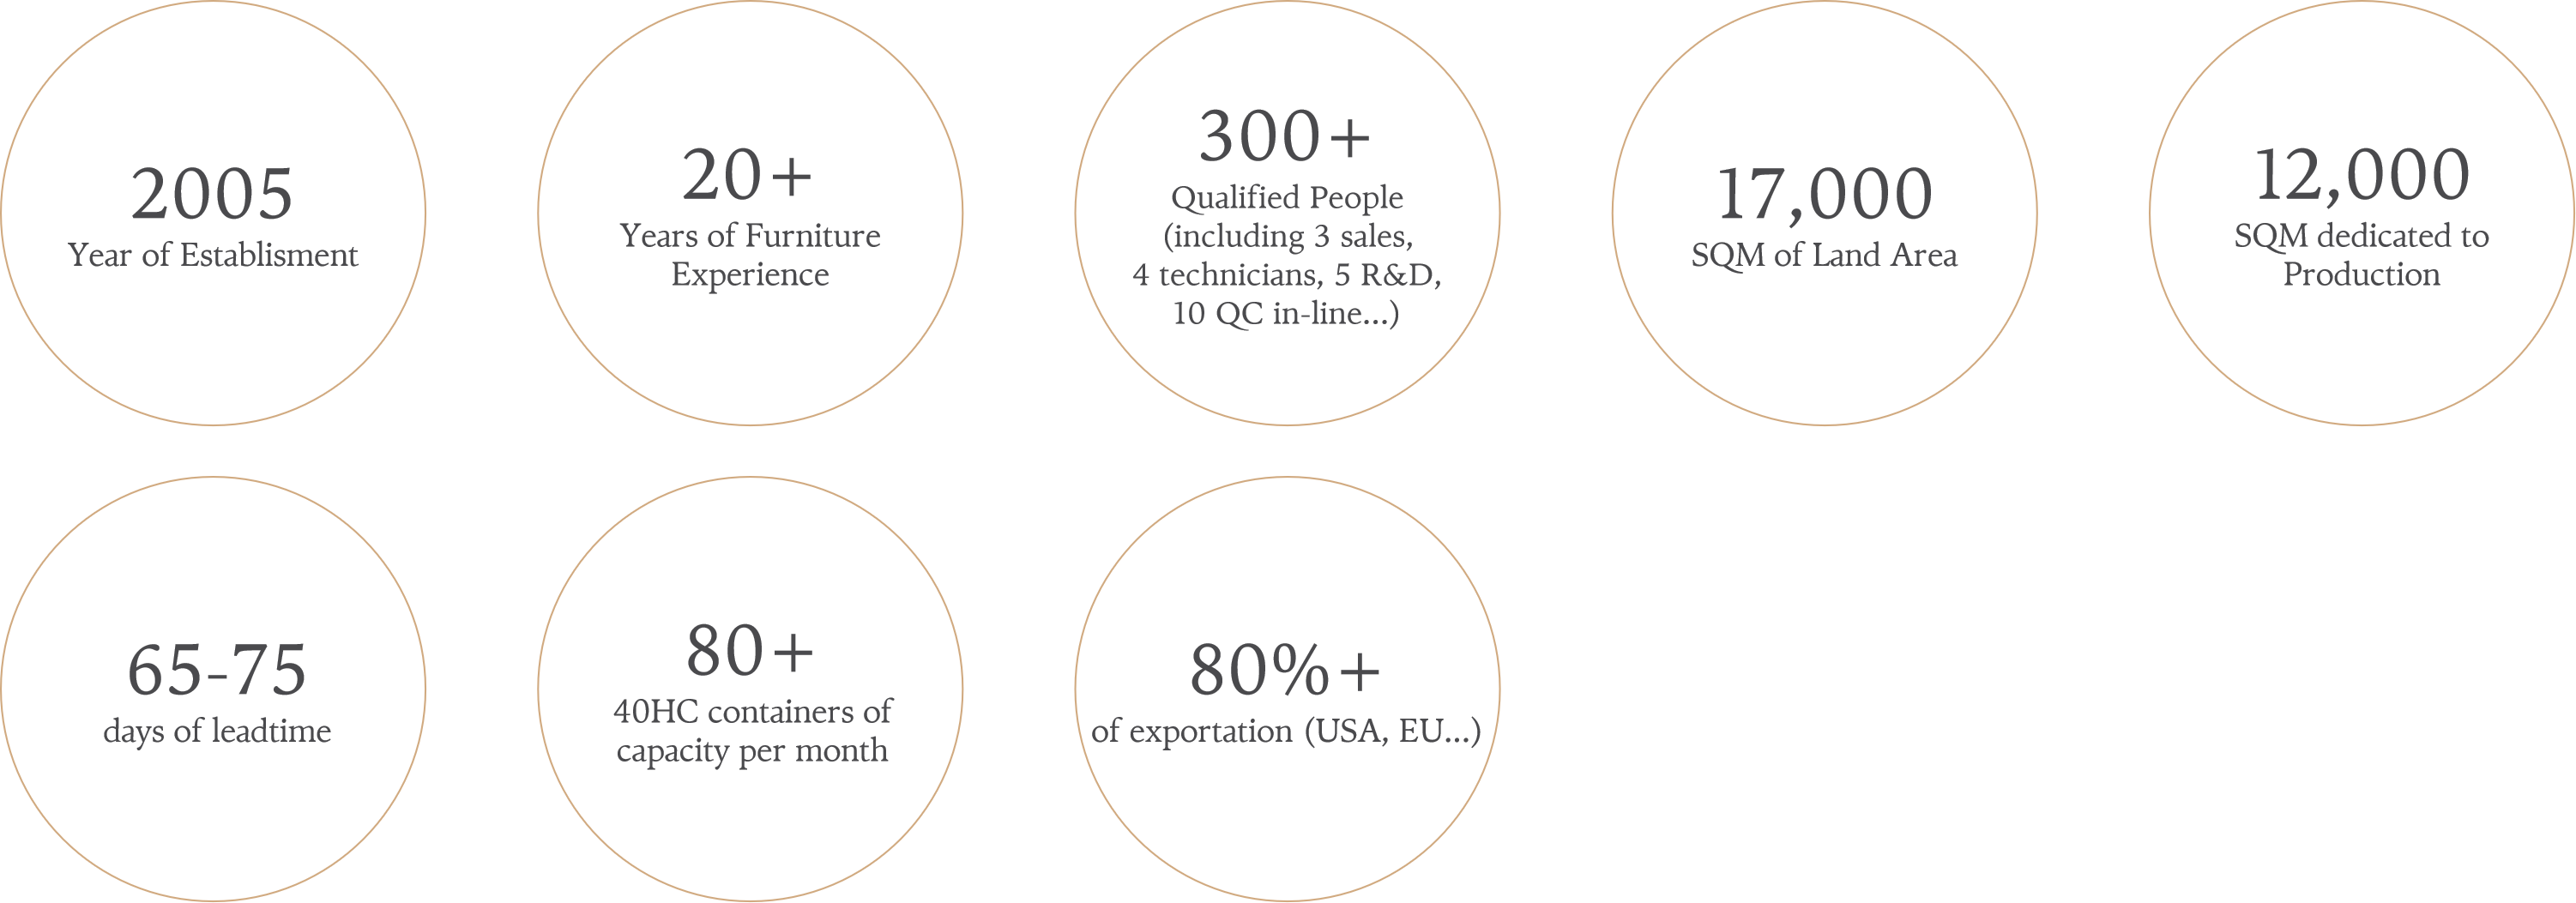 2005
Year of Establisment
20+
Years of Furniture
Experience
300+
Qualified People
(including 3 sales,
4 technicians, 5 R&D,
10 QC in-line...)
17,000
SQM of Land Area
12,000
SQM dedicated to
Production
65-75
days of leadtime
80+
40HC containers of
capacity per month
80%+
of exportation (USA, EU...)